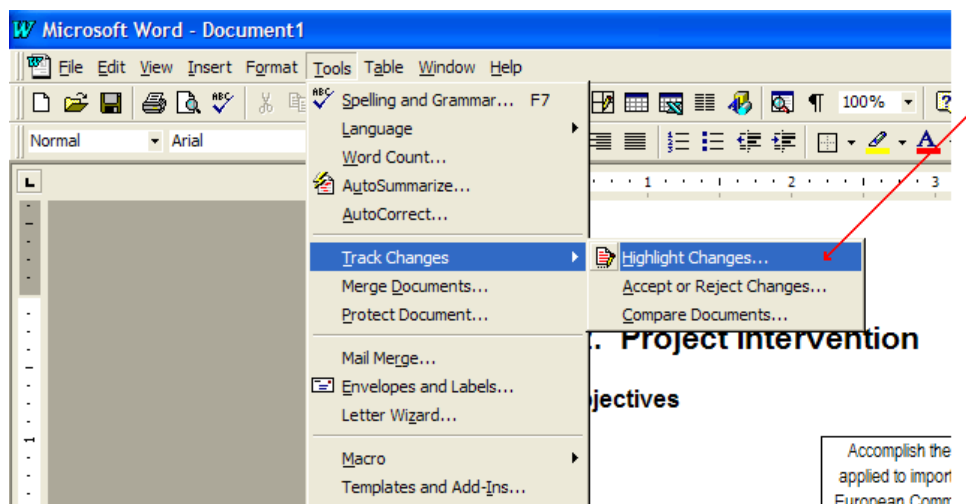 W Microsoft Word - Document1
File Edit View Insert Format Tools Table Window Help
ABC ABC 100%
Normal Arial A
L 1 2 3
Spelling and Grammar... F7
Language
Word Count...
AutoSummarize...
AutoCorrect...
Track Changes
Merge Documents...
Protect Document...
Mail Merge...
Envelopes and Labels...
Letter Wizard...
Macro
Templates and Add-Ins...
Highlight Changes...
Accept or Reject Changes...
Compare Documents...
. Project Intervention
jectives
Accomplish the
applied to import
European Comm
1